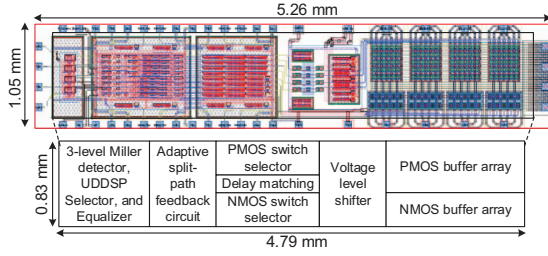 5.26 mm
1.05 mm
0.83 mm
3-level Miller
detector,
UDDSP
Selector, and
Equalizer
Adaptive
split-
path
feedback
circuit
PMOS switch
selector
Delay matching
NMOS switch
selector
Voltage
level
shifter
PMOS buffer array
NMOS buffer array
4.79 mm